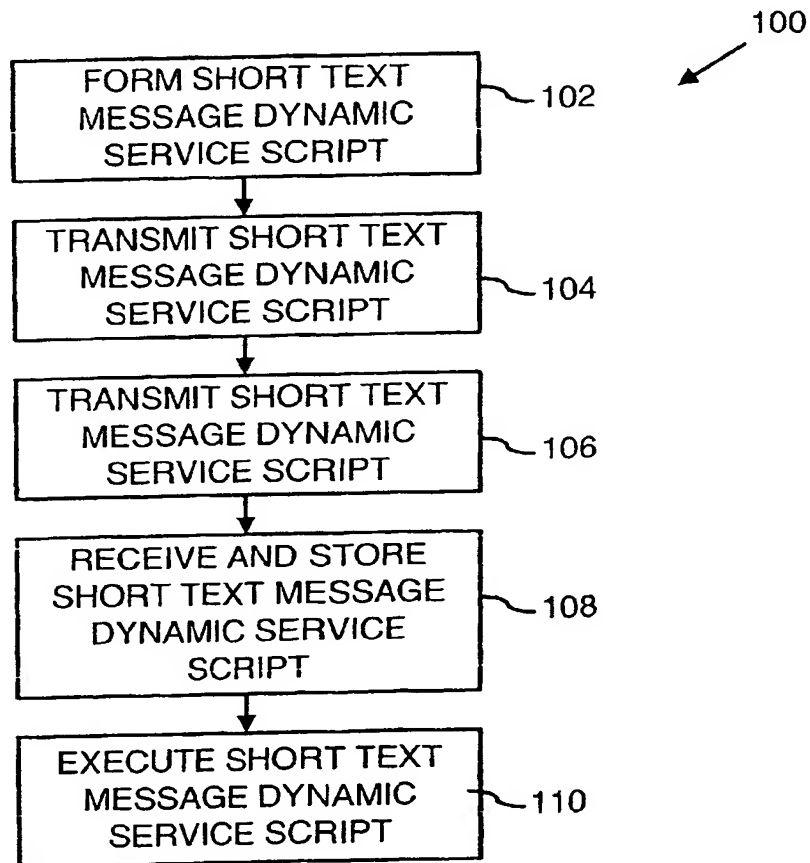 100
FORM SHORT TEXT
MESSAGE DYNAMIC
SERVICE SCRIPT
102
TRANSMIT SHORT TEXT
MESSAGE DYNAMIC
SERVICE SCRIPT
104
TRANSMIT SHORT TEXT
MESSAGE DYNAMIC
SERVICE SCRIPT
106
RECEIVE AND STORE
SHORT TEXT MESSAGE
DYNAMIC SERVICE
SCRIPT
108
EXECUTE SHORT TEXT
MESSAGE DYNAMIC
SERVICE SCRIPT
110